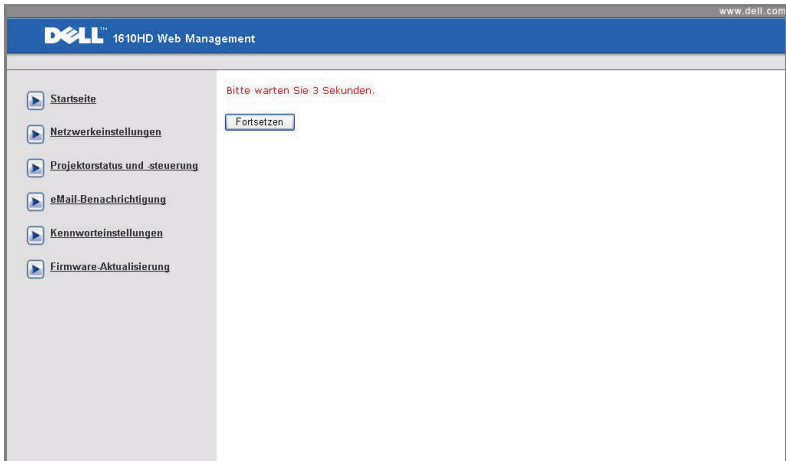 www.dell.com
DELL™ 1610HD Web Management
Startseite
Netzwerkeinstellungen
Projektorstatus und -steuerung
eMail-Benachrichtigung
Kennworteinstellungen
Firmware-Aktualisierung
Bitte warten Sie 3 Sekunden.
Fortsetzen